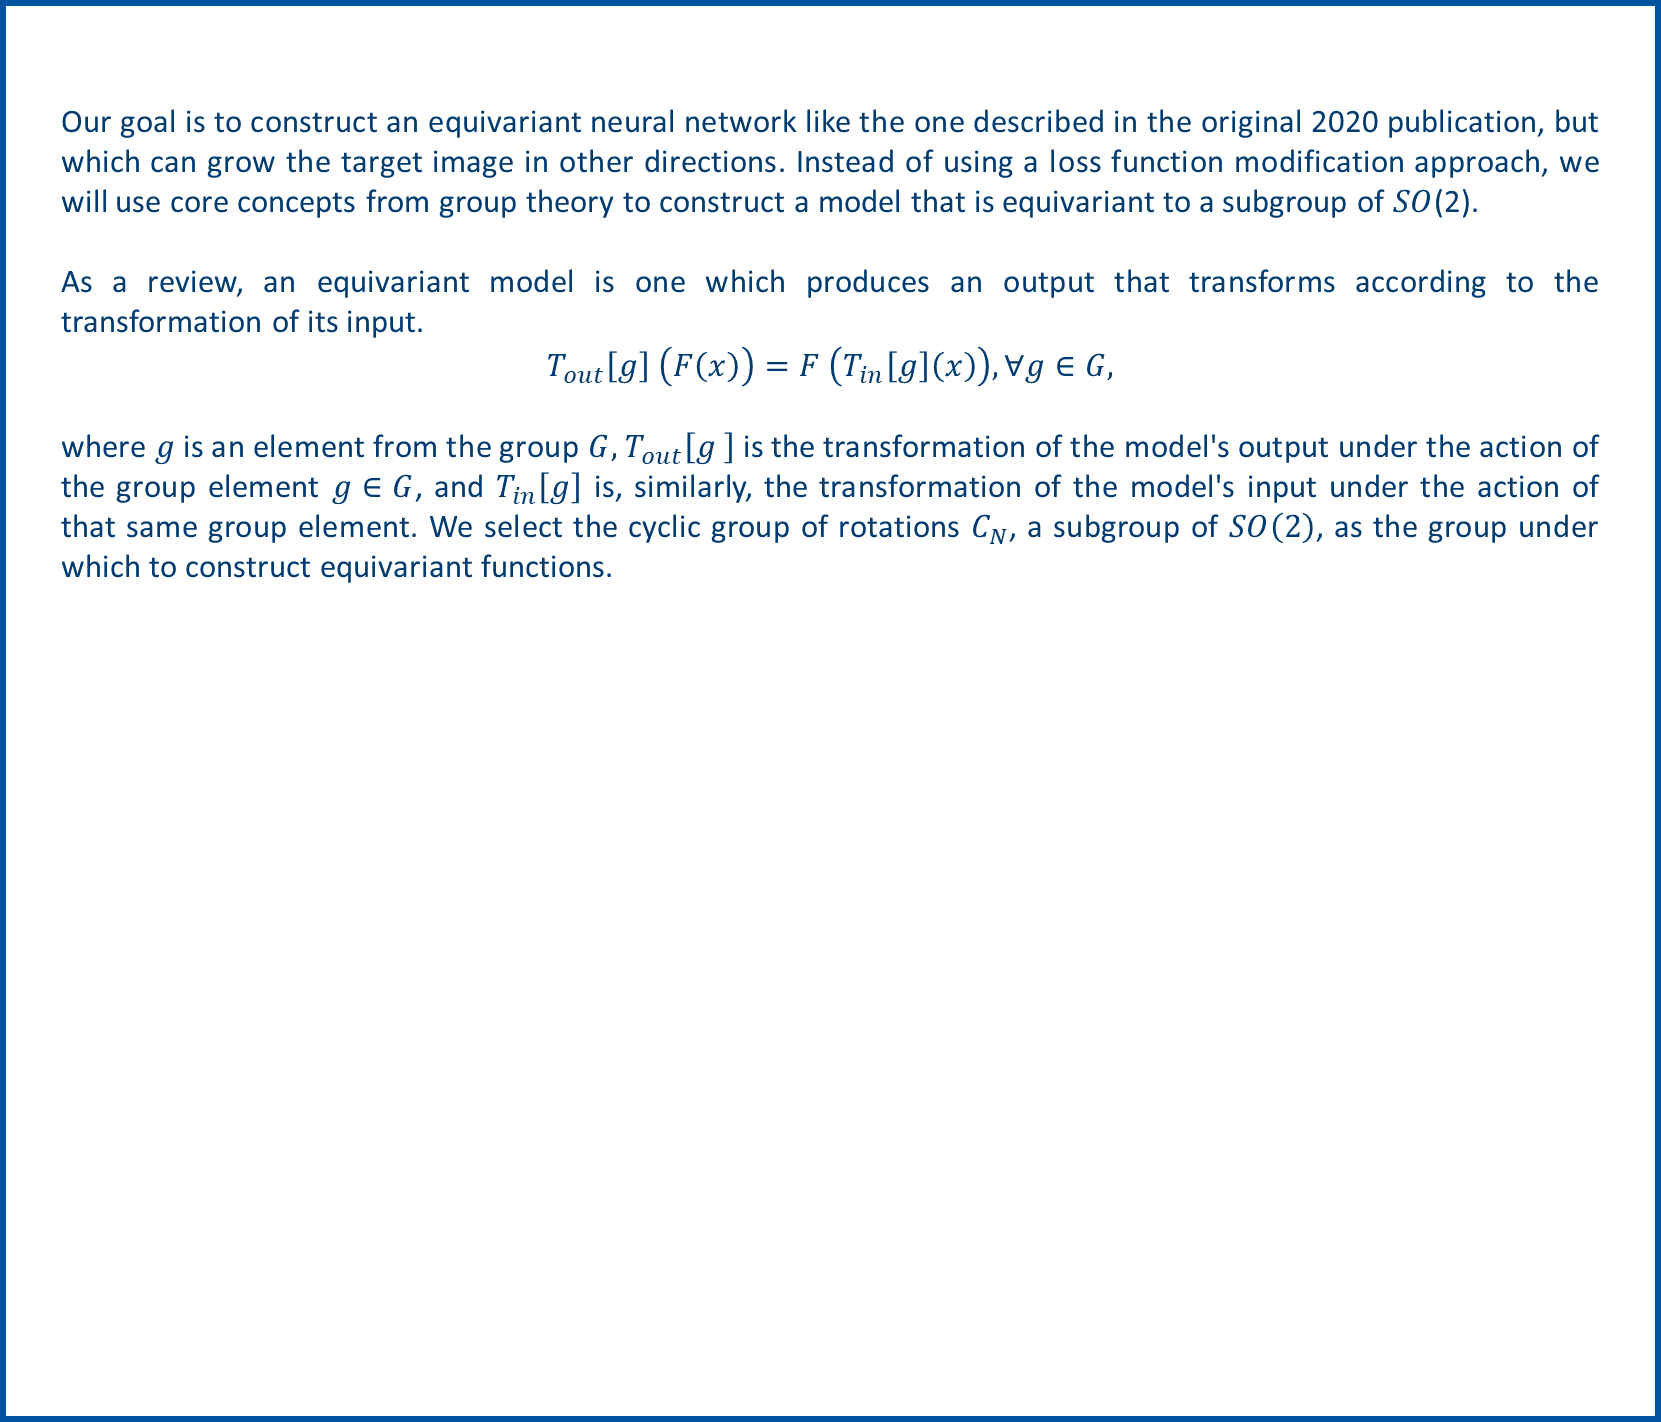 Our goal is to construct an equivariant neural network like the one described in the original 2020 publication, but
which can grow the target image in other directions. Instead of using a loss function modification approach, we
will use core concepts from group theory to construct a model that is equivariant to a subgroup of 𝑆𝑂(2).
As a review, an equivariant model is one which produces an output that transforms according to the
transformation of its input.
𝑇𝑜𝑢𝑡[𝑔] (𝐹(𝑥)) = 𝐹 (𝑇𝑖𝑛[𝑔](𝑥)), ∀𝑔 ∈ 𝐺,
where 𝑔 is an element from the group 𝐺, 𝑇𝑜𝑢𝑡[𝑔 ] is the transformation of the model's output under the action of
the group element 𝑔 ∈ 𝐺, and 𝑇𝑖𝑛[𝑔] is, similarly, the transformation of the model's input under the action of
that same group element. We select the cyclic group of rotations 𝐶𝑁, a subgroup of 𝑆𝑂(2), as the group under
which to construct equivariant functions.